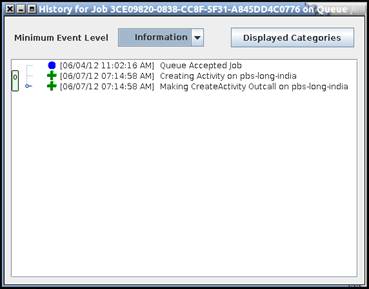 History for Job 3CE09820-0838-CC8F-5F31-A845DD4C0776 on Queue
Minimum Event Level Information Displayed Categories
[06/04/12 11:02:16 AM] Queue Accepted Job
0 [06/07/12 07:14:58 AM] Creating Activity on pbs-long-india
[06/07/12 07:14:58 AM] Making CreateActivity Outcall on pbs-long-india